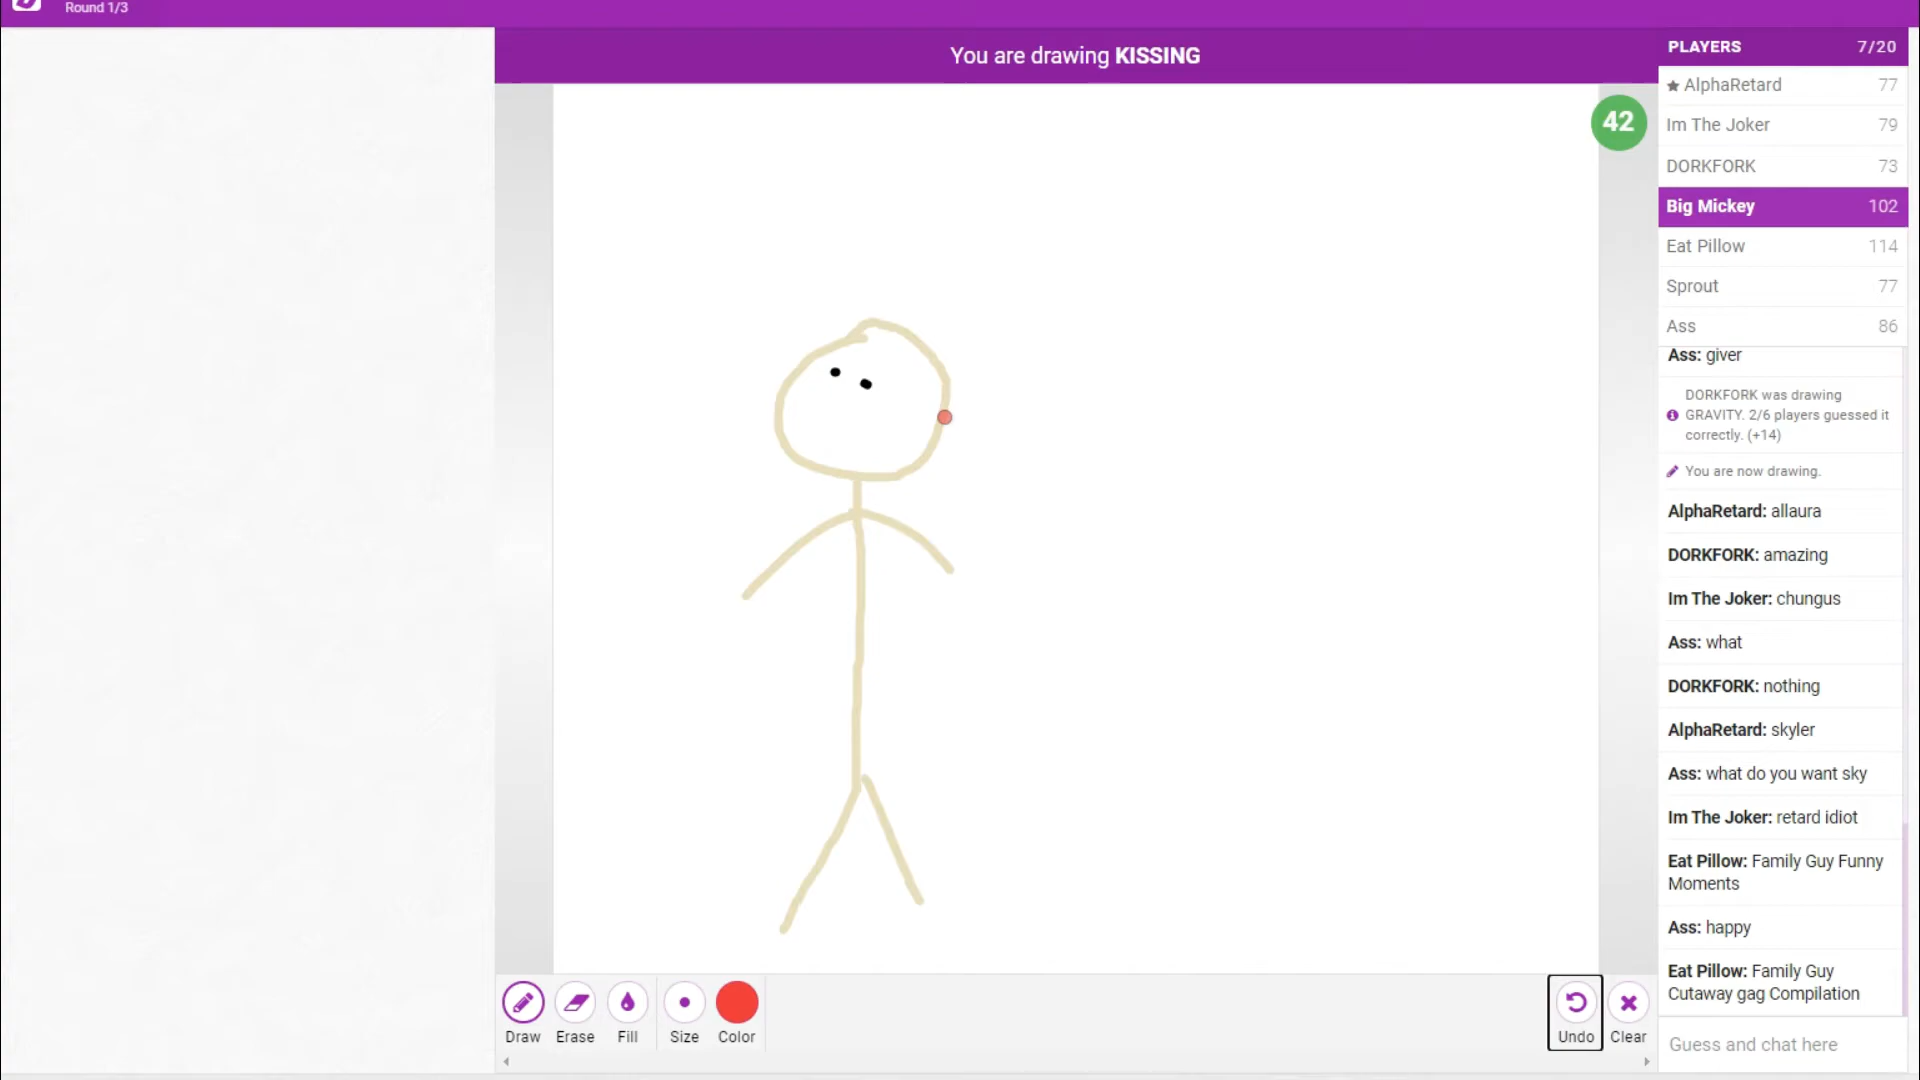 Round 1/3
You are drawing KISSING
42
PLAYERS 7/20
AlphaRetard 77
Im The Joker 79
DORKFORK 73
Big Mickey 102
Eat Pillow 114
Sprout 77
Ass 86
Ass: giver
DORKFORK was drawing
GRAVITY. 2/6 players guessed it
correctly. (+14)
You are now drawing.
AlphaRetard: allaura
DORKFORK: amazing
Im The Joker: chungus
Ass: what
DORKFORK: nothing
AlphaRetard: skyler
Ass: what do you want sky
Im The Joker: retard idiot
Eat Pillow: Family Guy Funny
Moments
Ass: happy
Eat Pillow: Family Guy
Cutaway gag Compilation
Guess and chat here
Draw Erase Fill Size Color Undo Clear